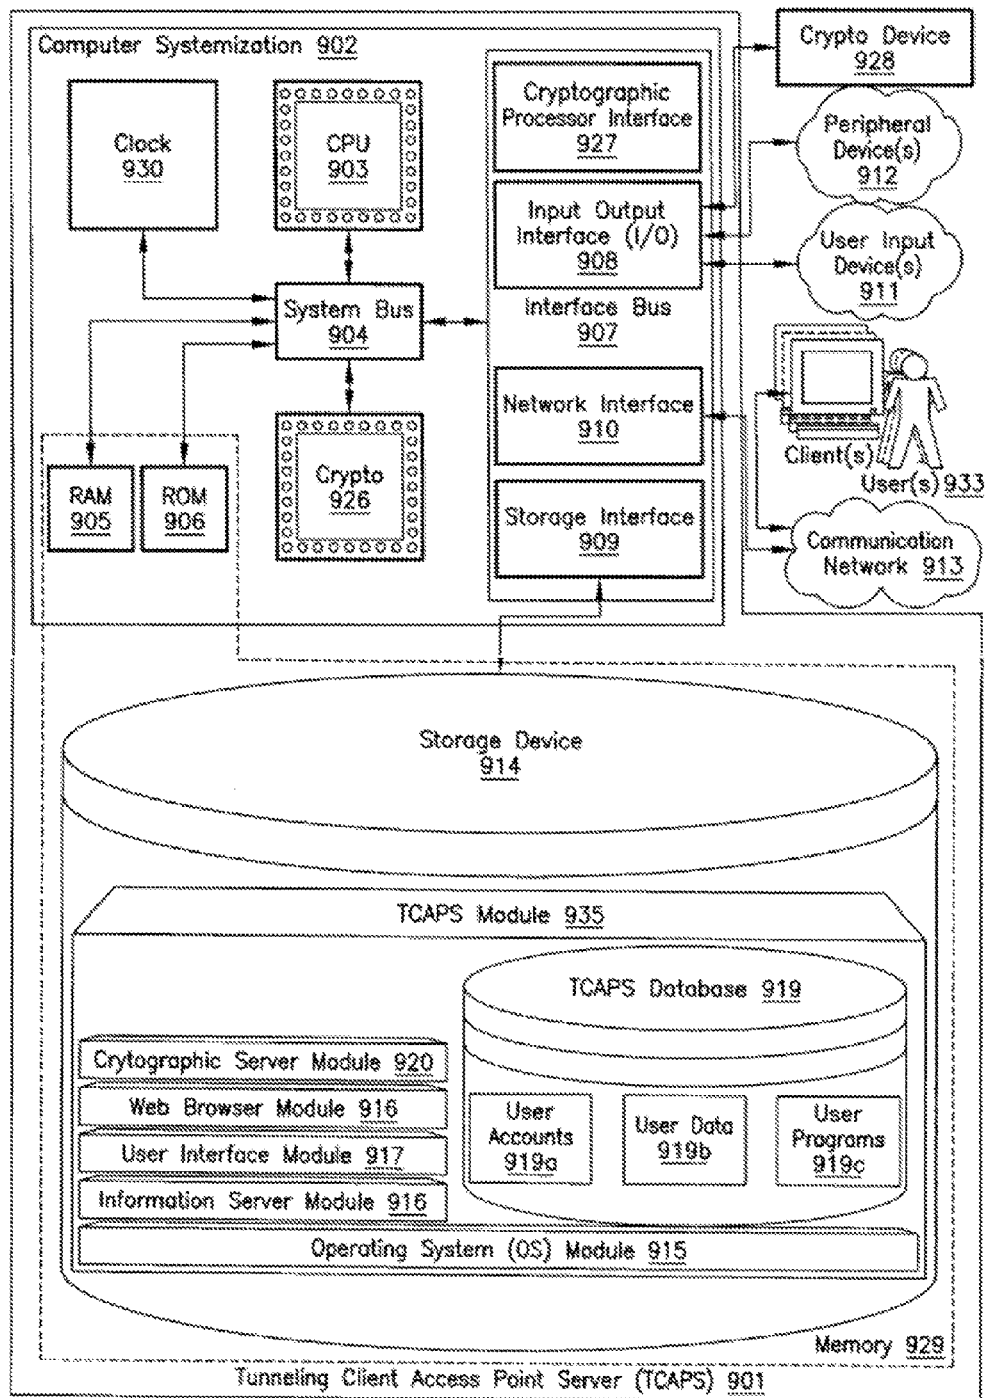 Computer Systemization 902
Crypto Device
928
Clock
930
CPU
903
Cryptographic
Processor Interface
927
Peripheral
Device(s)
912
Input Output
Interface (I/O)
908
User Input
Device(s)
911
System Bus
904
Interface Bus
907
Network Interface
910
Client(s)
User(s) 933
RAM
905
ROM
906
Crypto
926
Storage Interface
909
Communication
Network 913
Storage Device
914
TCAPS Module 935
TCAPS Database 919
Crytographic Server Module 920
Web Browser Module 916
User Interface Module 917
Information Server Module 916
User
Accounts
919a
User Data
919b
User
Programs
919c
Operating System (OS) Module 915
Memory 929
Tunneling Client Access Point Server (TCAPS) 901